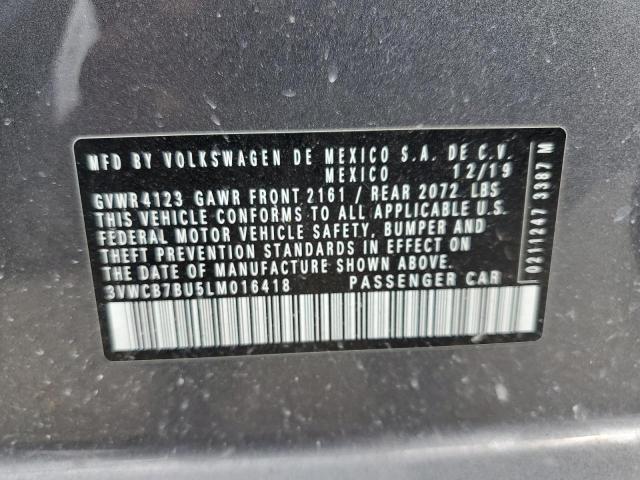 MFD BY VOLKSWAGEN DE MEXICO S.A. DE C.V.
MEXICO 12/19
GVWR 4123 GAWR FRONT 2161 / REAR 2072 LBS
THIS VEHICLE CONFORMS TO ALL APPLICABLE U.S.
FEDERAL MOTOR VEHICLE SAFETY, BUMPER AND
THEFT PREVENTION STANDARDS IN EFFECT ON
THE DATE OF MANUFACTURE SHOWN ABOVE.
3VWCB7BU5LM016418 PASSENGER CAR
0211247 3387 M